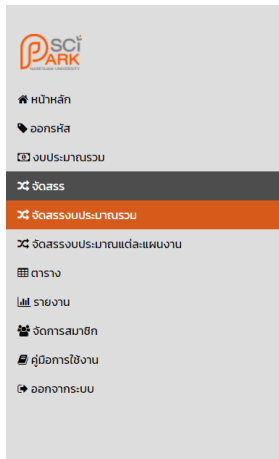 SCi
PARK
NARESUAN UNIVERSITY
หน้าหลัก
ออกรหัส
งบประมาณรวม
จัดสรร
จัดสรรงบประมาณรวม
จัดสรรงบประมาณแต่ละแผนงาน
ตาราง
รายงาน
จัดการสมาชิก
คู่มือการใช้งาน
ออกจากระบบ